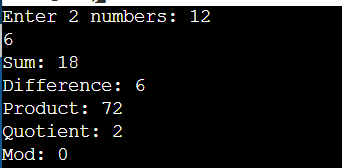 Enter 2 numbers: 12
6
Sum: 18
Difference: 6
Product: 72
Quotient: 2
Mod: 0